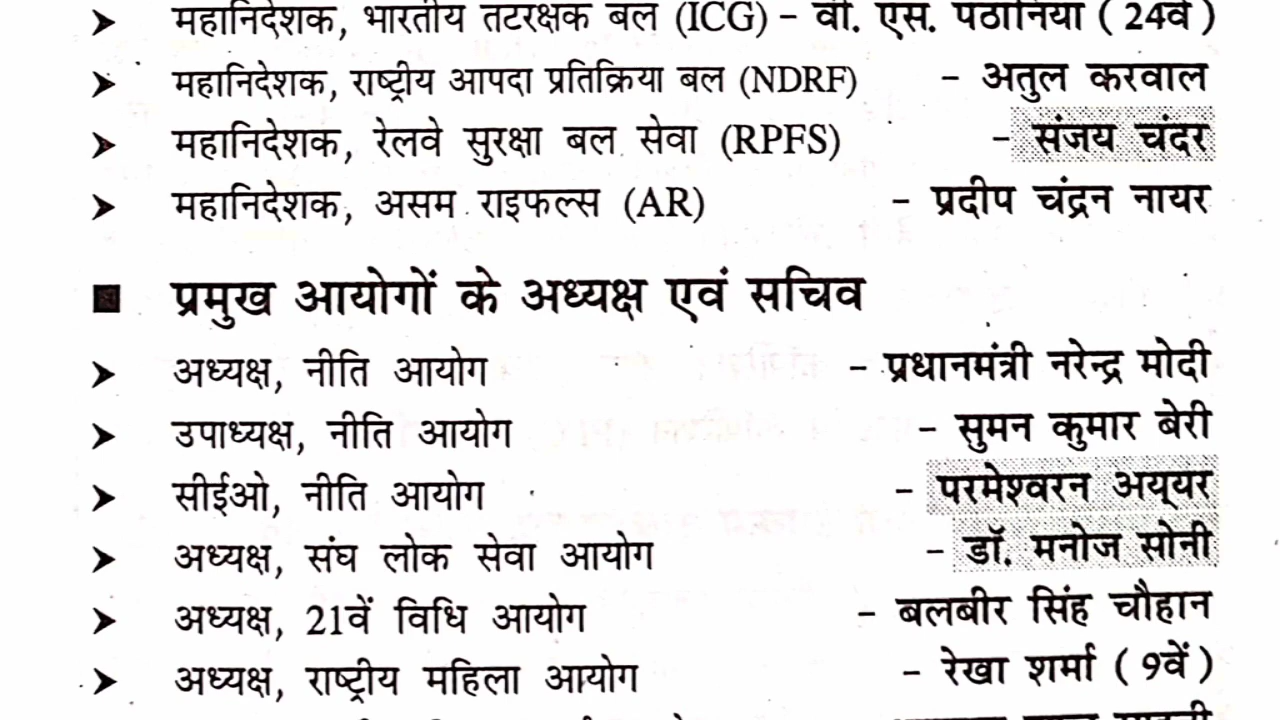 महानिदेशक, भारतीय तटरक्षक बल (ICG) – वी. एस. पठानिया (24वें)
महानिदेशक, राष्ट्रीय आपदा प्रतिक्रिया बल (NDRF) – अतुल करवाल
महानिदेशक, रेलवे सुरक्षा बल सेवा (RPFS) – संजय चंदर
महानिदेशक, असम राइफल्स (AR) – प्रदीप चंद्रन नायर
प्रमुख आयोगों के अध्यक्ष एवं सचिव
अध्यक्ष, नीति आयोग – प्रधानमंत्री नरेन्द्र मोदी
उपाध्यक्ष, नीति आयोग – सुमन कुमार बेरी
सीईओ, नीति आयोग – परमेश्वरन अय्यर
अध्यक्ष, संघ लोक सेवा आयोग – डॉ. मनोज सोनी
अध्यक्ष, 21वें विधि आयोग – बलबीर सिंह चौहान
अध्यक्ष, राष्ट्रीय महिला आयोग – रेखा शर्मा (9वें)